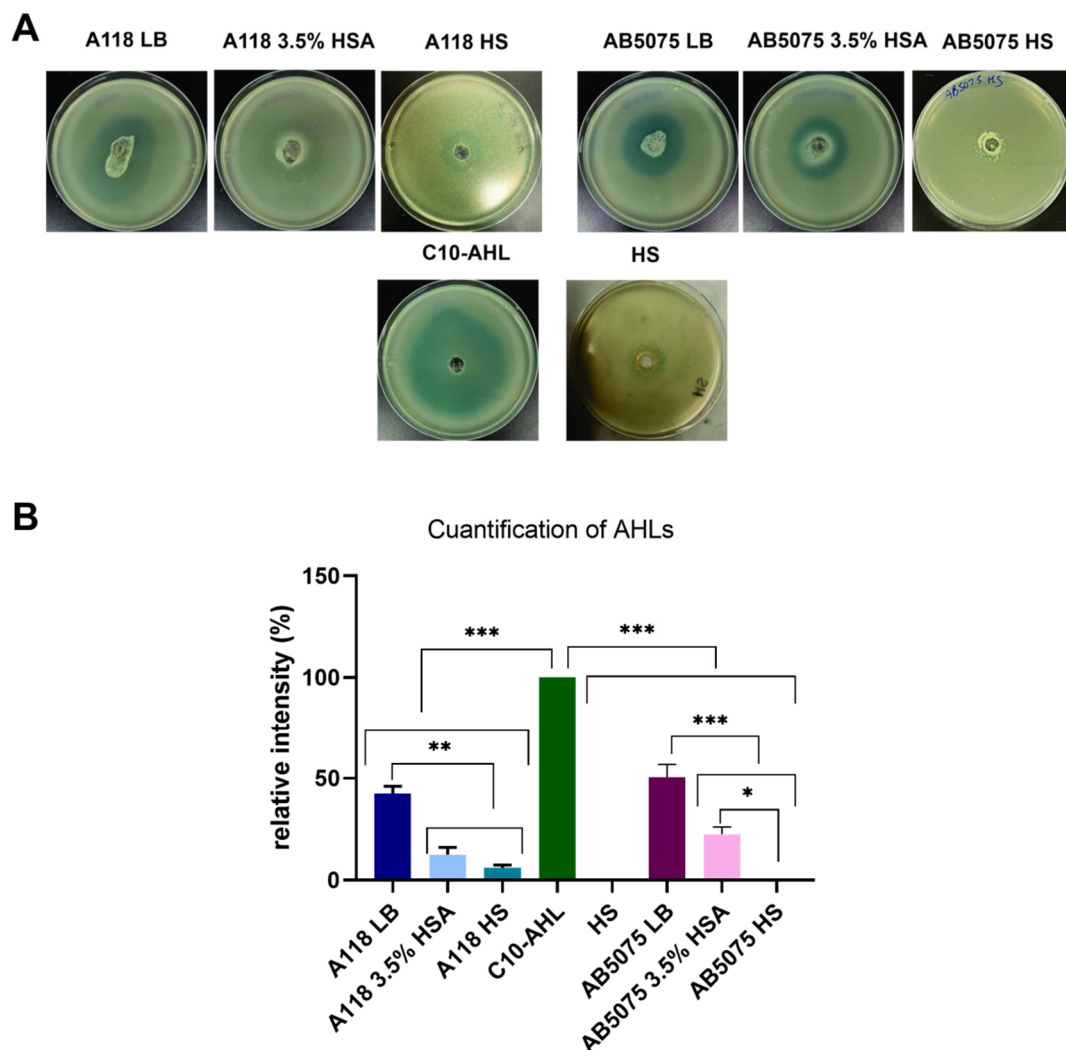 A
A118 LB A118 3.5% HSA A118 HS AB5075 LB AB5075 3.5% HSA AB5075 HS
AB5075 HS
C10-AHL HS
HS
B
Cuantification of AHLs
relative intensity (%)
150
100
50
0
*** ***
** ***
*
A118 LB
A118 3.5% HSA
A118 HS
C10-AHL
HS
AB5075 LB
AB5075 3.5% HSA
AB5075 HS